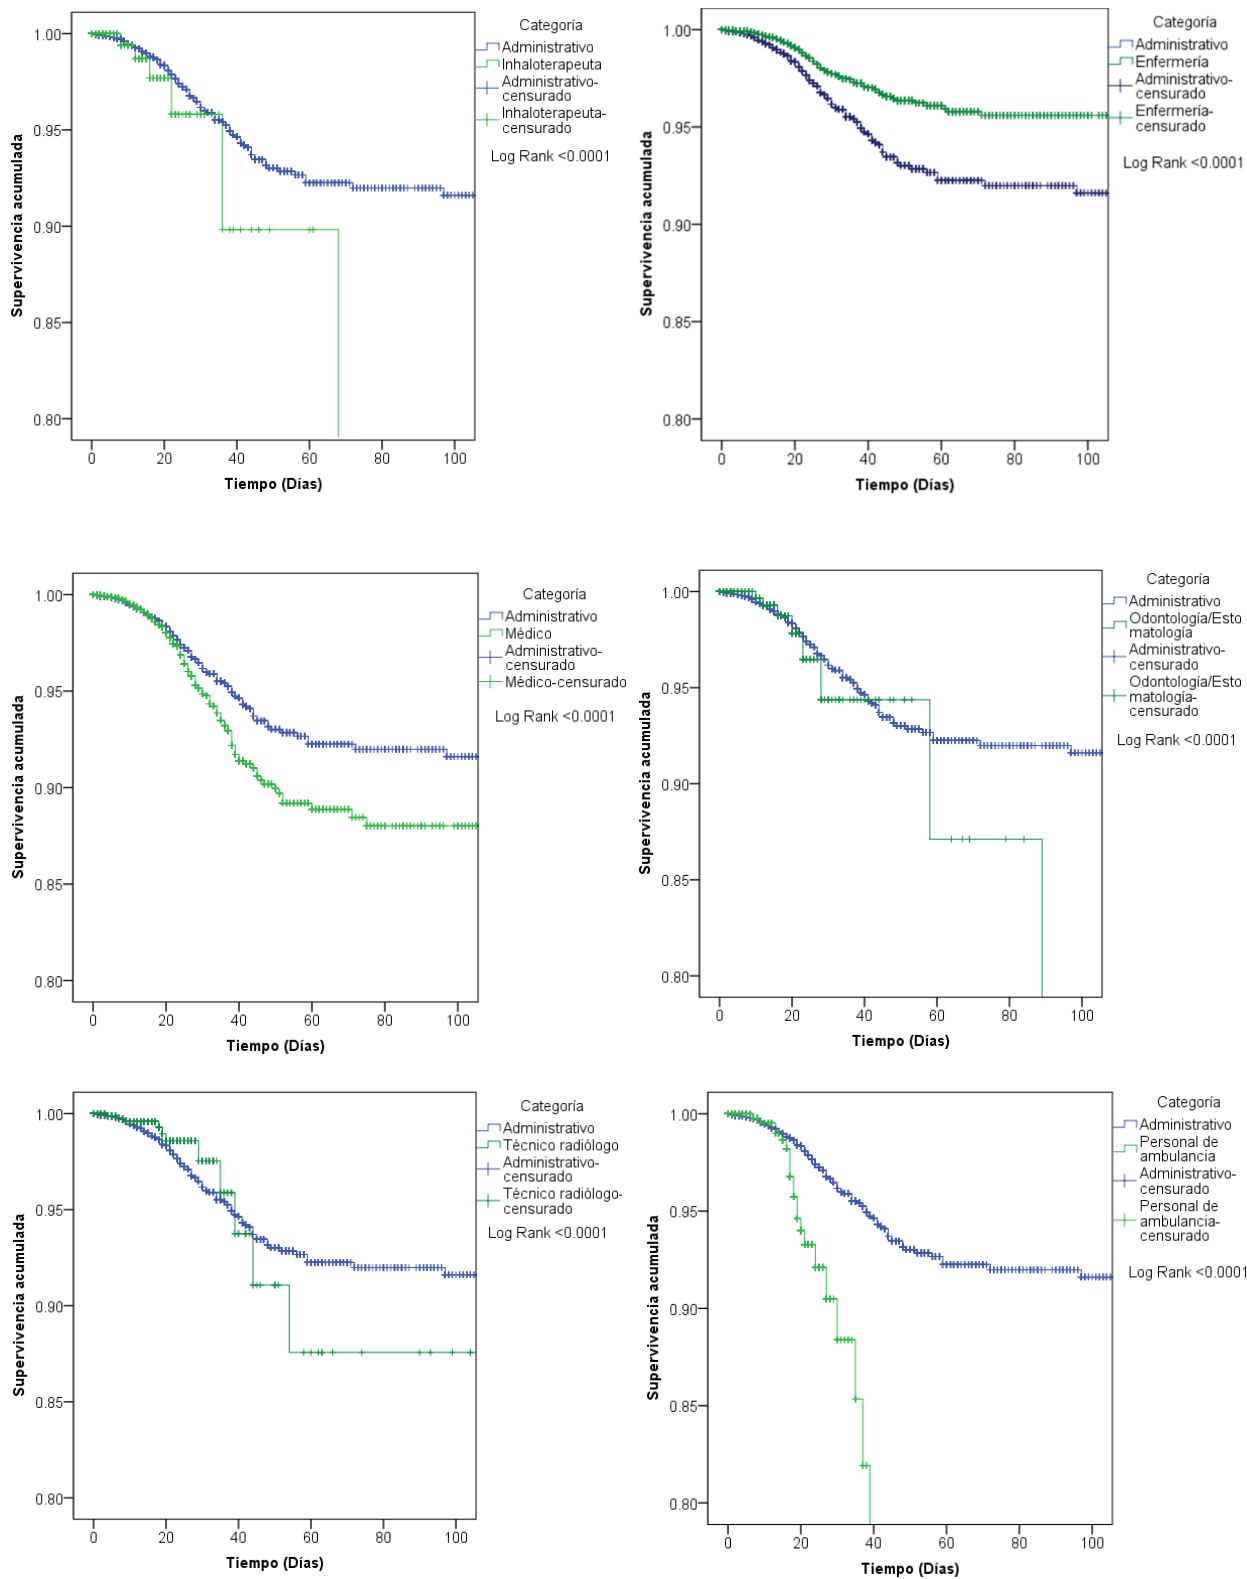 Categoría
Administrativo
Inhaloterapeuta
Administrativo-
censurado
Inhaloterapeuta-
censurado
Log Rank <0.0001
Supervivencia acumulada
1.00
0.95
0.90
0.85
0.80
0 20 40 60 80 100
Tiempo (Días)
Categoría
Administrativo
Enfermería
Administrativo-
censurado
Enfermería-
censurado
Log Rank <0.0001
Supervivencia acumulada
1.00
0.95
0.90
0.85
0.80
0 20 40 60 80 100
Tiempo (Días)
Categoría
Administrativo
Médico
Administrativo-
censurado
Médico-censurado
Log Rank <0.0001
Supervivencia acumulada
1.00
0.95
0.90
0.85
0.80
0 20 40 60 80 100
Tiempo (Días)
Categoría
Administrativo
Odontología/Esto
matología
Administrativo-
censurado
Odontología/Esto
matología-
censurado
Log Rank <0.0001
Supervivencia acumulada
1.00
0.95
0.90
0.85
0.80
0 20 40 60 80 100
Tiempo (Días)
Categoría
Administrativo
Técnico radiólogo
Administrativo-
censurado
Técnico radiólogo-
censurado
Log Rank <0.0001
Supervivencia acumulada
1.00
0.95
0.90
0.85
0.80
0 20 40 60 80 100
Tiempo (Días)
Categoría
Administrativo
Personal de
ambulancia
Administrativo-
censurado
Personal de
ambulancia-
censurado
Log Rank <0.0001
Supervivencia acumulada
1.00
0.95
0.90
0.85
0.80
0 20 40 60 80 100
Tiempo (Días)